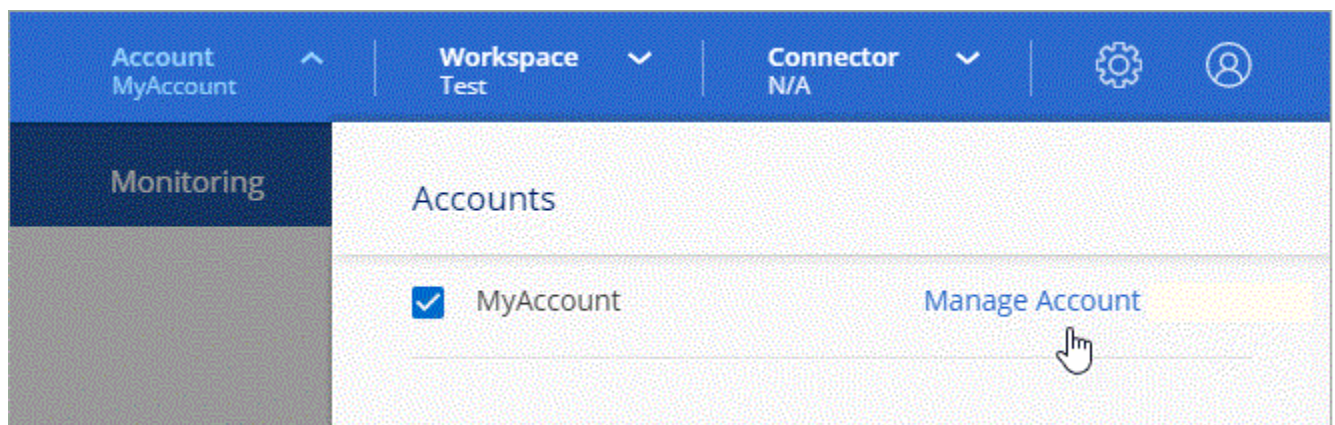 Account
MyAccount
Workspace
Test
Connector
N/A
Monitoring
Accounts
MyAccount
Manage Account